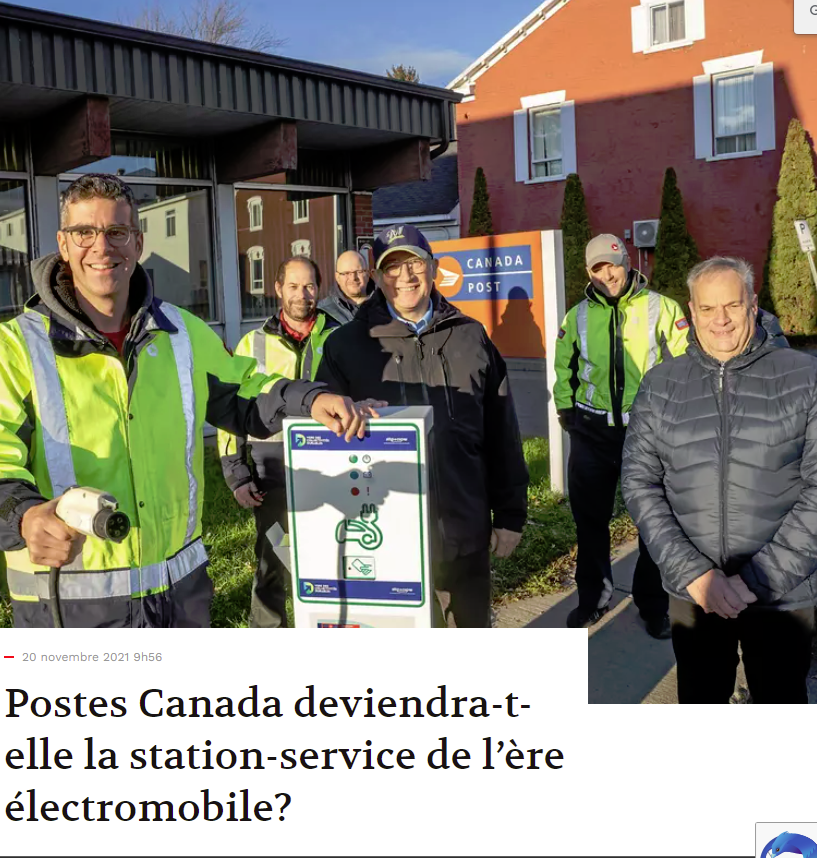 G
CANADA
POST
P
20 novembre 2021 9h56
Postes Canada deviendra-t-
elle la station-service de l’ère
électromobile?